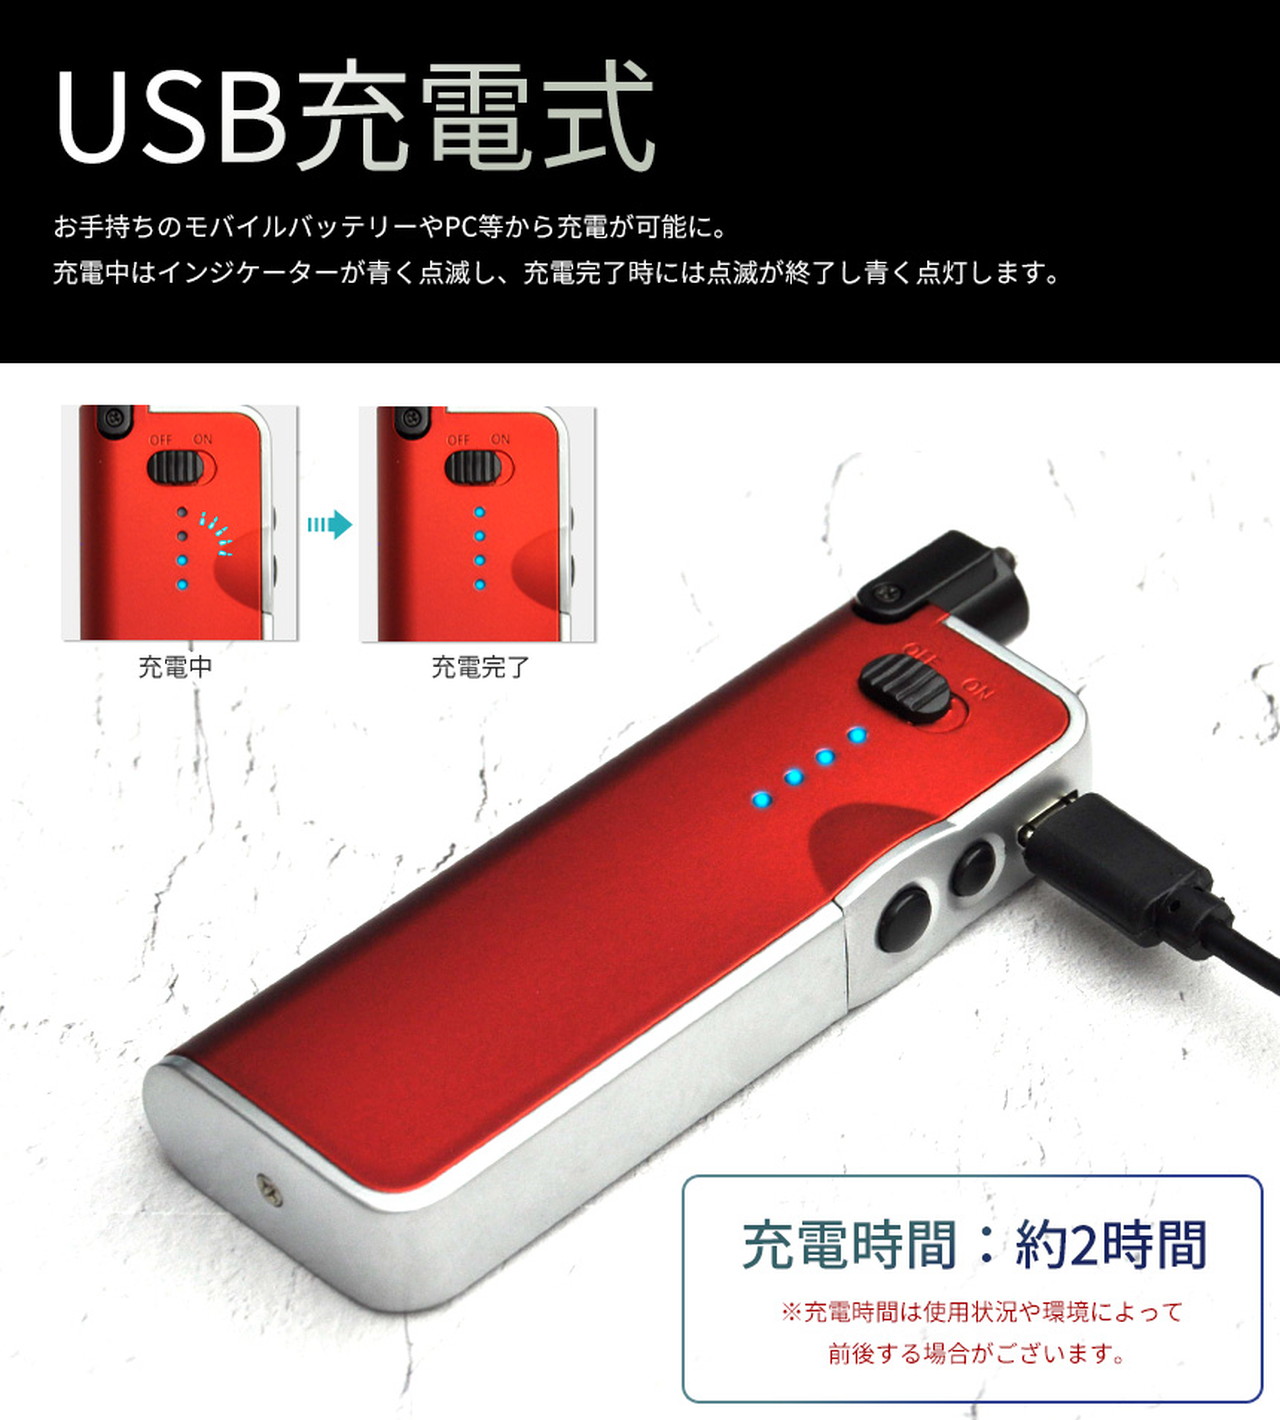 USB充電式
お手持ちのモバイルバッテリーやPC等から充電が可能に。
充電中はインジケーターが青く点滅し、充電完了時には点滅が終了し青く点灯します。
OFF ON
OFF ON
充電中
充電完了
OFF
ON
充電時間：約2時間
※充電時間は使用状況や環境によって
前後する場合がございます。